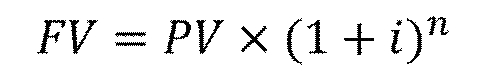 FV = PV × (1 + i)ⁿ